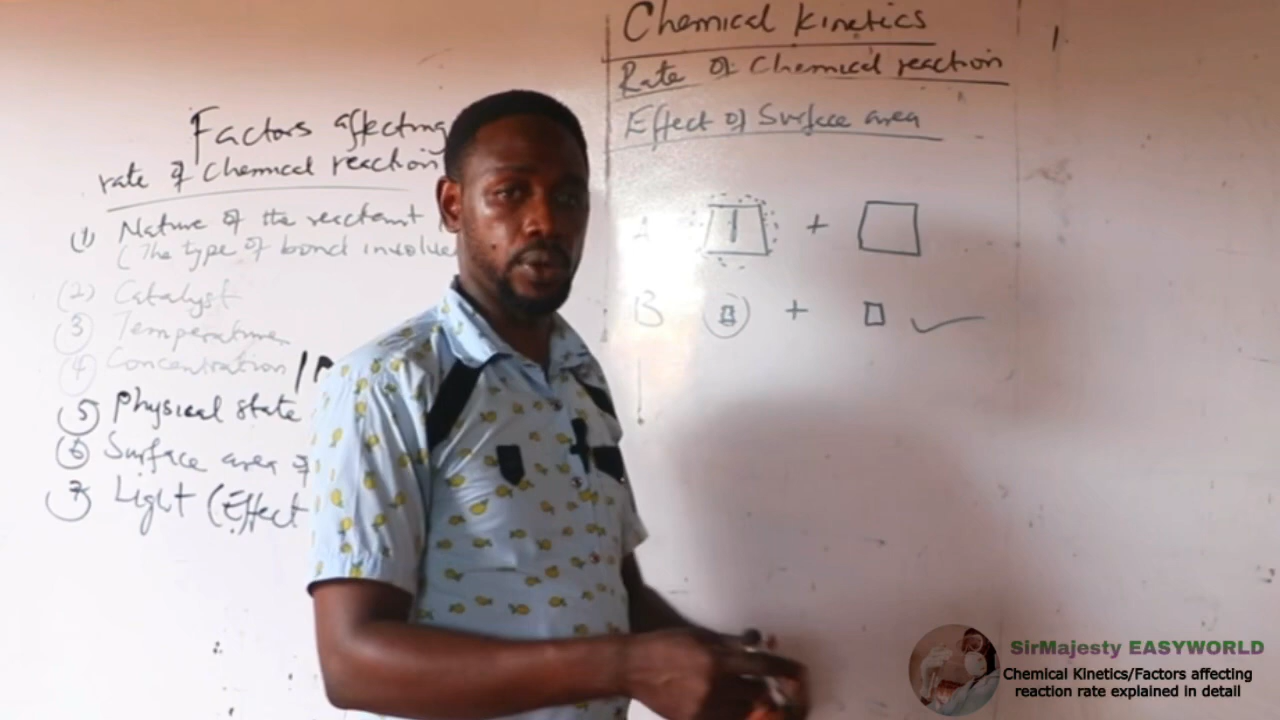 Factors affecting
rate of Chemical reaction
(1) Nature of the reactant
(The type of bond involve
(2) Catalyst
(3) Temperature
(4) Concentration /
(5) Physical state
(6) Surface area of
(7) Light (Effect
Chemical Kinetics
Rate of Chemical reaction
Effect of Surface area
A 1 +
B +
SirMajesty EASYWORLD
Chemical Kinetics/Factors affecting
reaction rate explained in detail